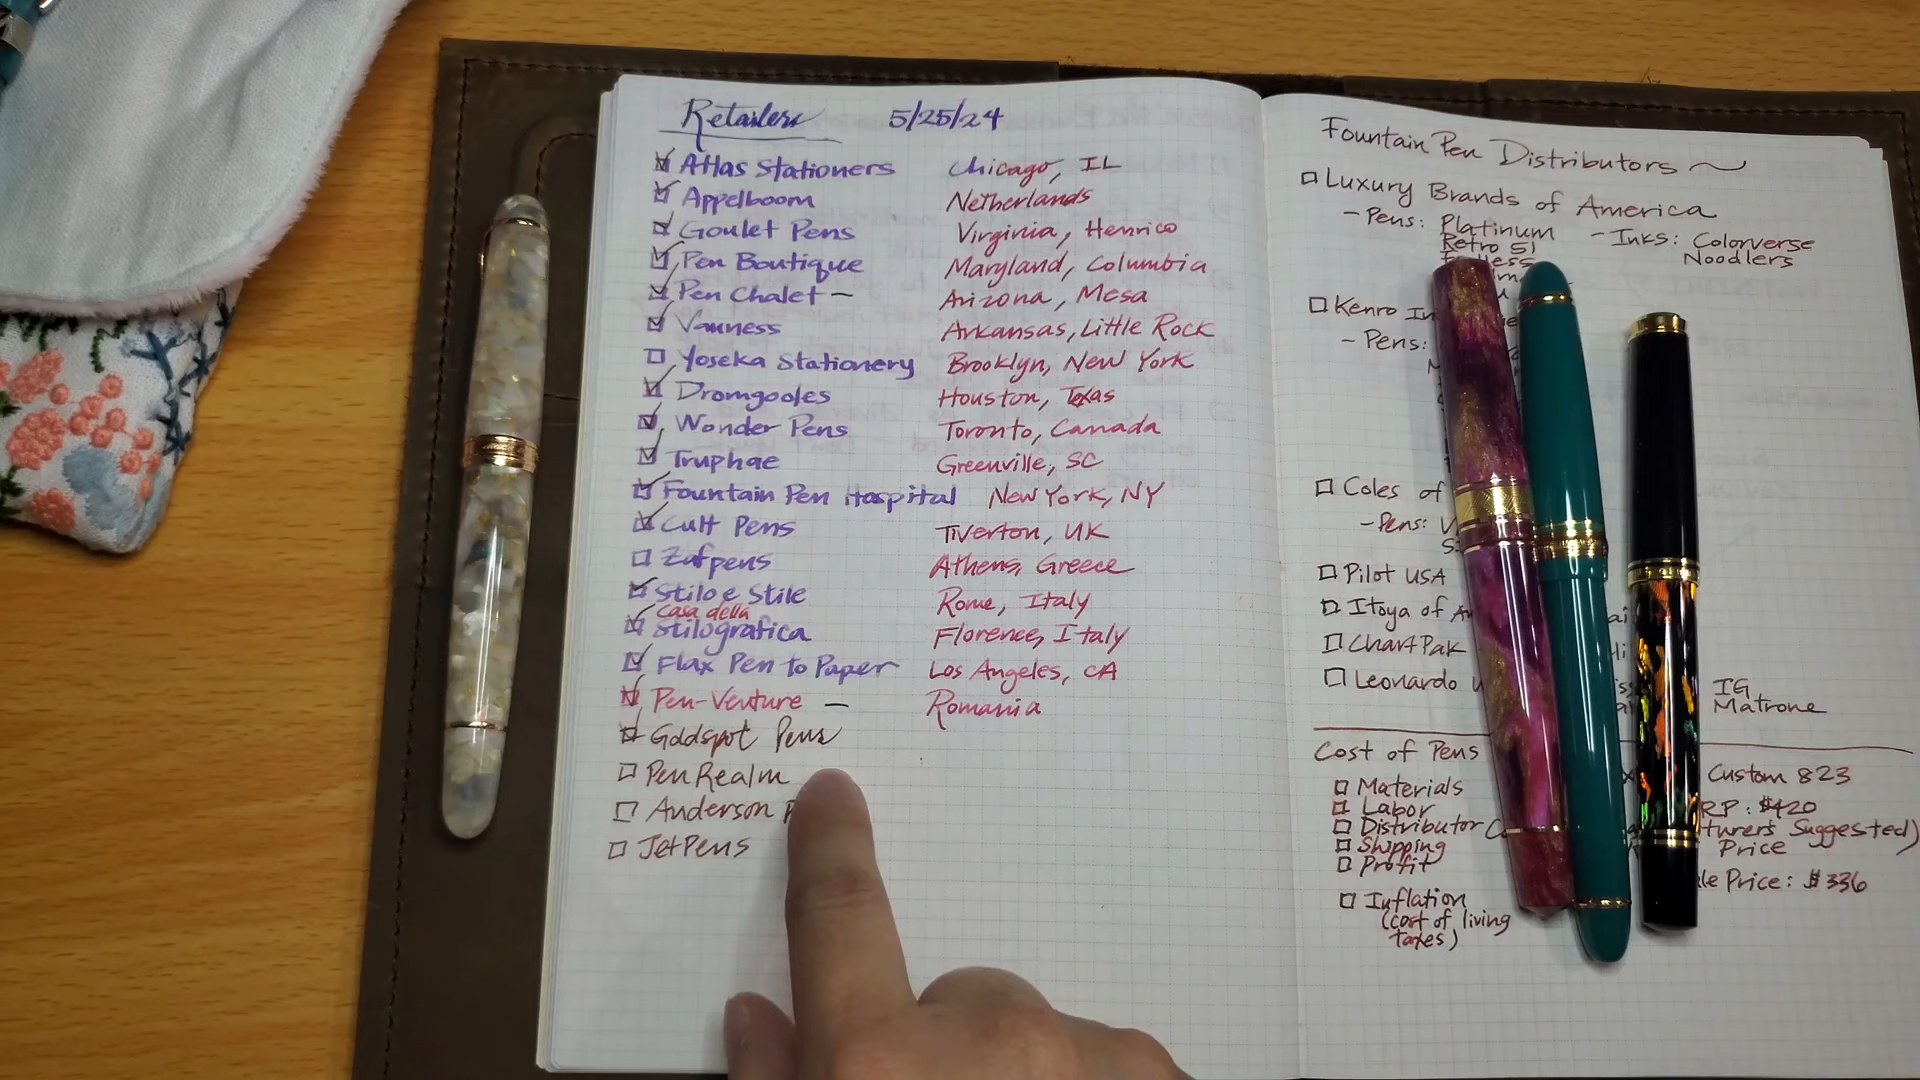 Retailers 5/25/24
Atlas Stationers Chicago, IL
Appelboom Netherlands
Goulet Pens Virginia, Henrico
Pen Boutique Maryland, Columbia
Pen Chalet — Arizona, Mesa
Vanness Arkansas, Little Rock
Yoseka Stationery Brooklyn, New York
Dromgooles Houston, Texas
Wonder Pens Toronto, Canada
Truphae Greenville, SC
Fountain Pen Hospital New York, NY
Cult Pens Tiverton, UK
Zafpens Athens, Greece
Stilo e Stile Rome, Italy
Casa della
Stilografica Florence, Italy
Flax Pen to Paper Los Angeles, CA
Pen-Venture — Romania
Goldspot Pens
Pen Realm
Anderson
JetPens
Fountain Pen Distributors
Luxury Brands of America
- Pens: Platinum - Inks: Colorverse
Retro 51 Noodlers
Kenro
- Pens:
Coles of
- Pens:
Pilot USA
Itoya of
ChartPak
Leonardo IG
Matrone
Cost of Pens Custom 823
Materials
Labor : $420
Distributor Suggested)
Shipping Price
Profit
Price: $336
Inflation
(cost of living
taxes)